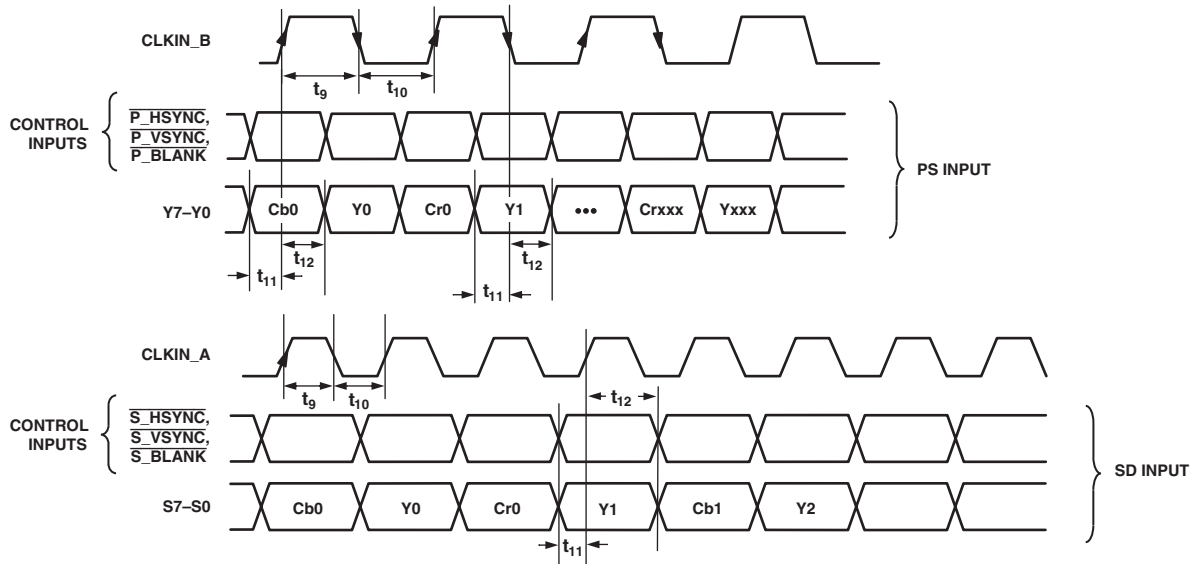 CLKIN_B
t9
t10
CONTROL
INPUTS
P_HSYNC,
P_VSYNC,
P_BLANK
PS INPUT
Y7–Y0
Cb0
Y0
Cr0
Y1
•••
Crxxx
Yxxx
t12
t12
t11
t11
CLKIN_A
t9
t10
t12
CONTROL
INPUTS
S_HSYNC,
S_VSYNC,
S_BLANK
SD INPUT
S7–S0
Cb0
Y0
Cr0
Y1
Cb1
Y2
t11